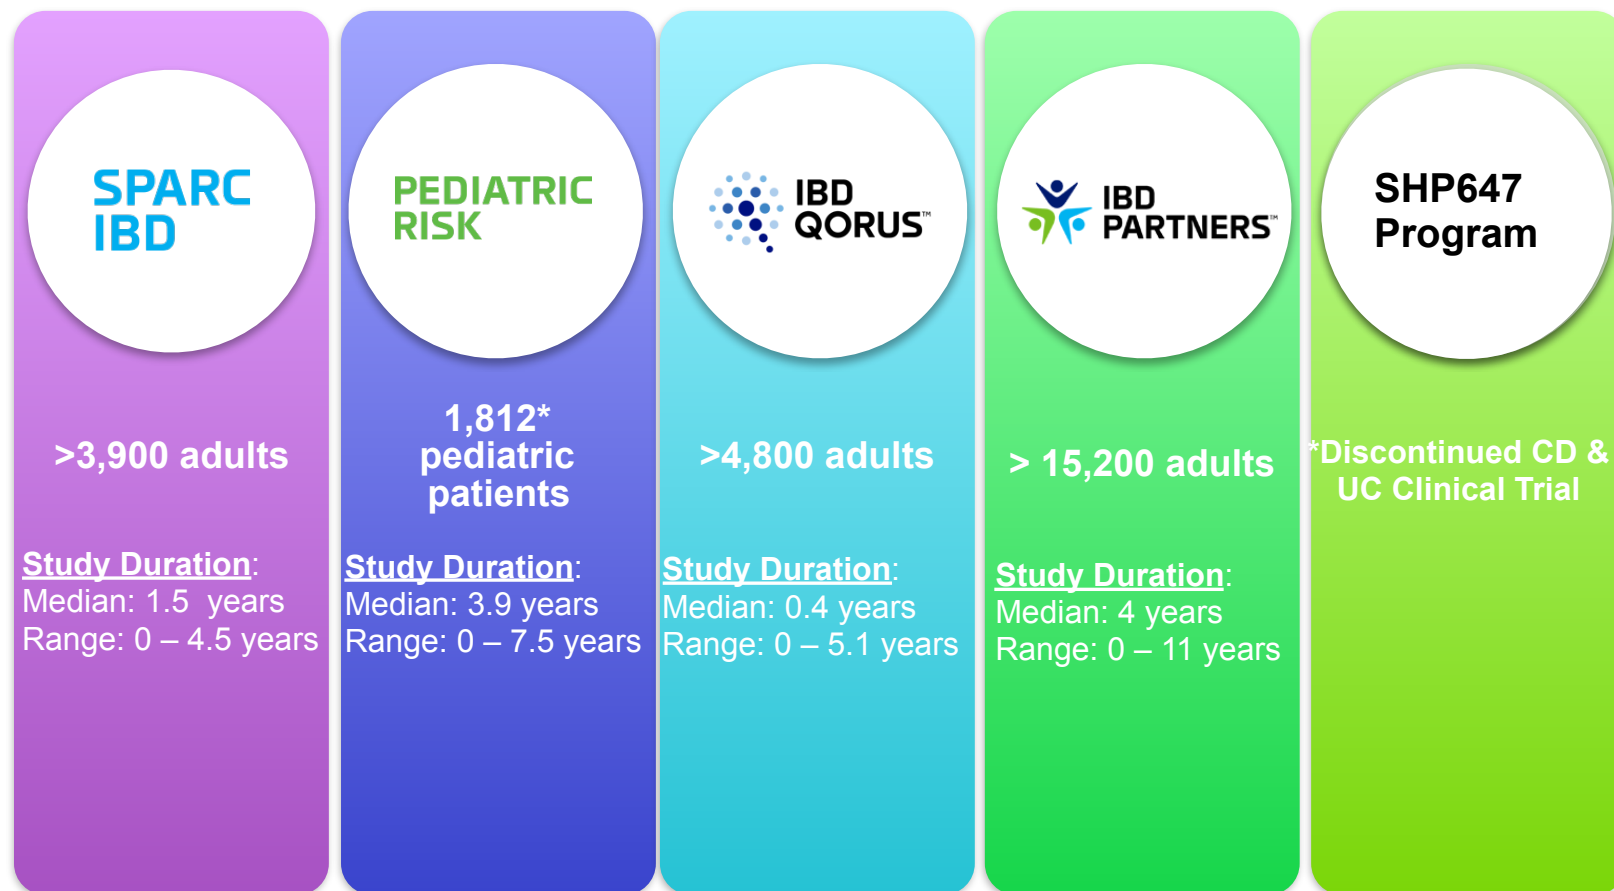 SPARC
IBD
>3,900 adults
Study Duration:
Median: 1.5  years
Range: 0 – 4.5 years
PEDIATRIC
RISK
1,812*
pediatric
patients
Study Duration:
Median: 3.9 years
Range: 0 – 7.5 years
IBD
QORUS™
>4,800 adults
Study Duration:
Median: 0.4 years
Range: 0 – 5.1 years
IBD
PARTNERS™
> 15,200 adults
Study Duration:
Median: 4 years
Range: 0 – 11 years
SHP647
Program
*Discontinued CD &
UC Clinical Trial